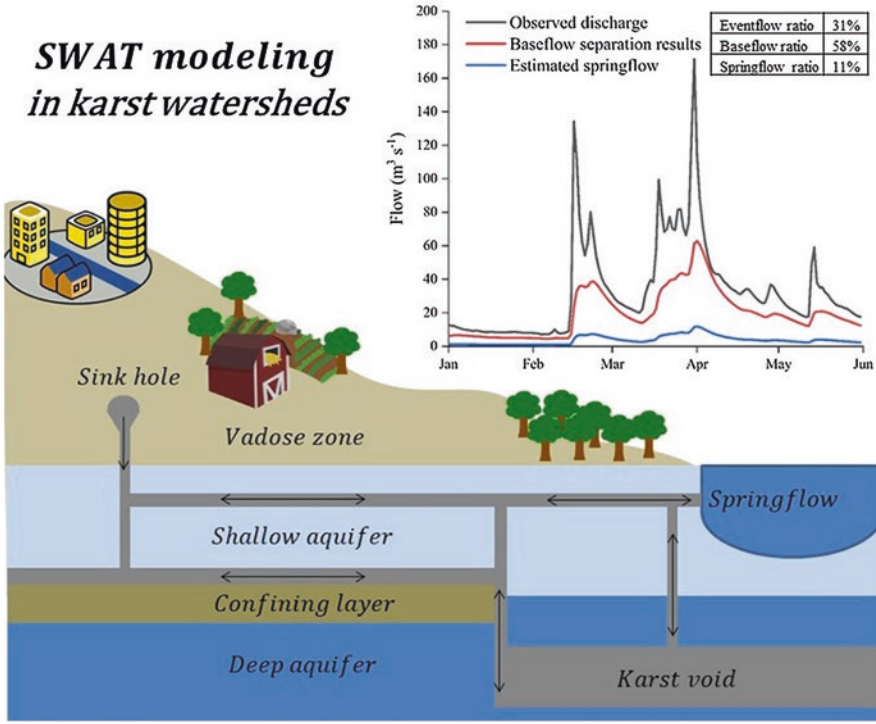 SWAT modeling
in karst watersheds
Observed discharge
Baseflow separation results
Estimated springflow
Eventflow ratio 31%
Baseflow ratio 58%
Springflow ratio 11%
Flow (m³ s⁻¹)
200
180
160
140
120
100
80
60
40
20
0
Jan Feb Mar Apr May Jun
Sink hole
Vadose zone
Springflow
Shallow aquifer
Confining layer
Deep aquifer
Karst void